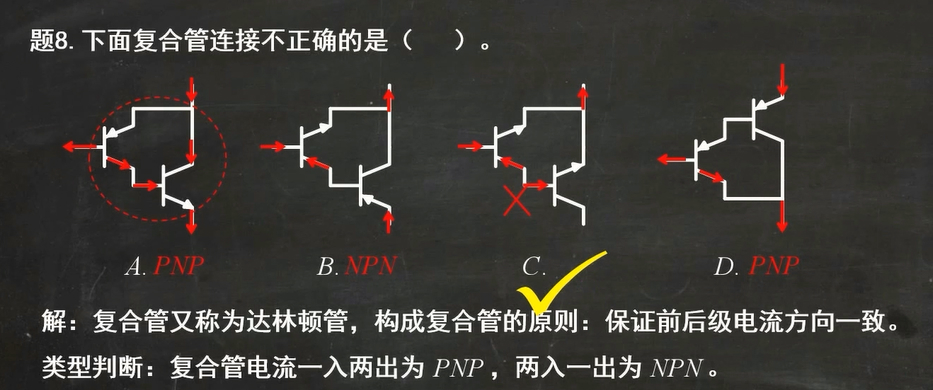 题8. 下面复合管连接不正确的是（  ）。
A. PNP B. NPN C. D. PNP
解：复合管又称为达林顿管，构成复合管的原则：保证前后级电流方向一致。
类型判断：复合管电流一入两出为 PNP，两入一出为 NPN。